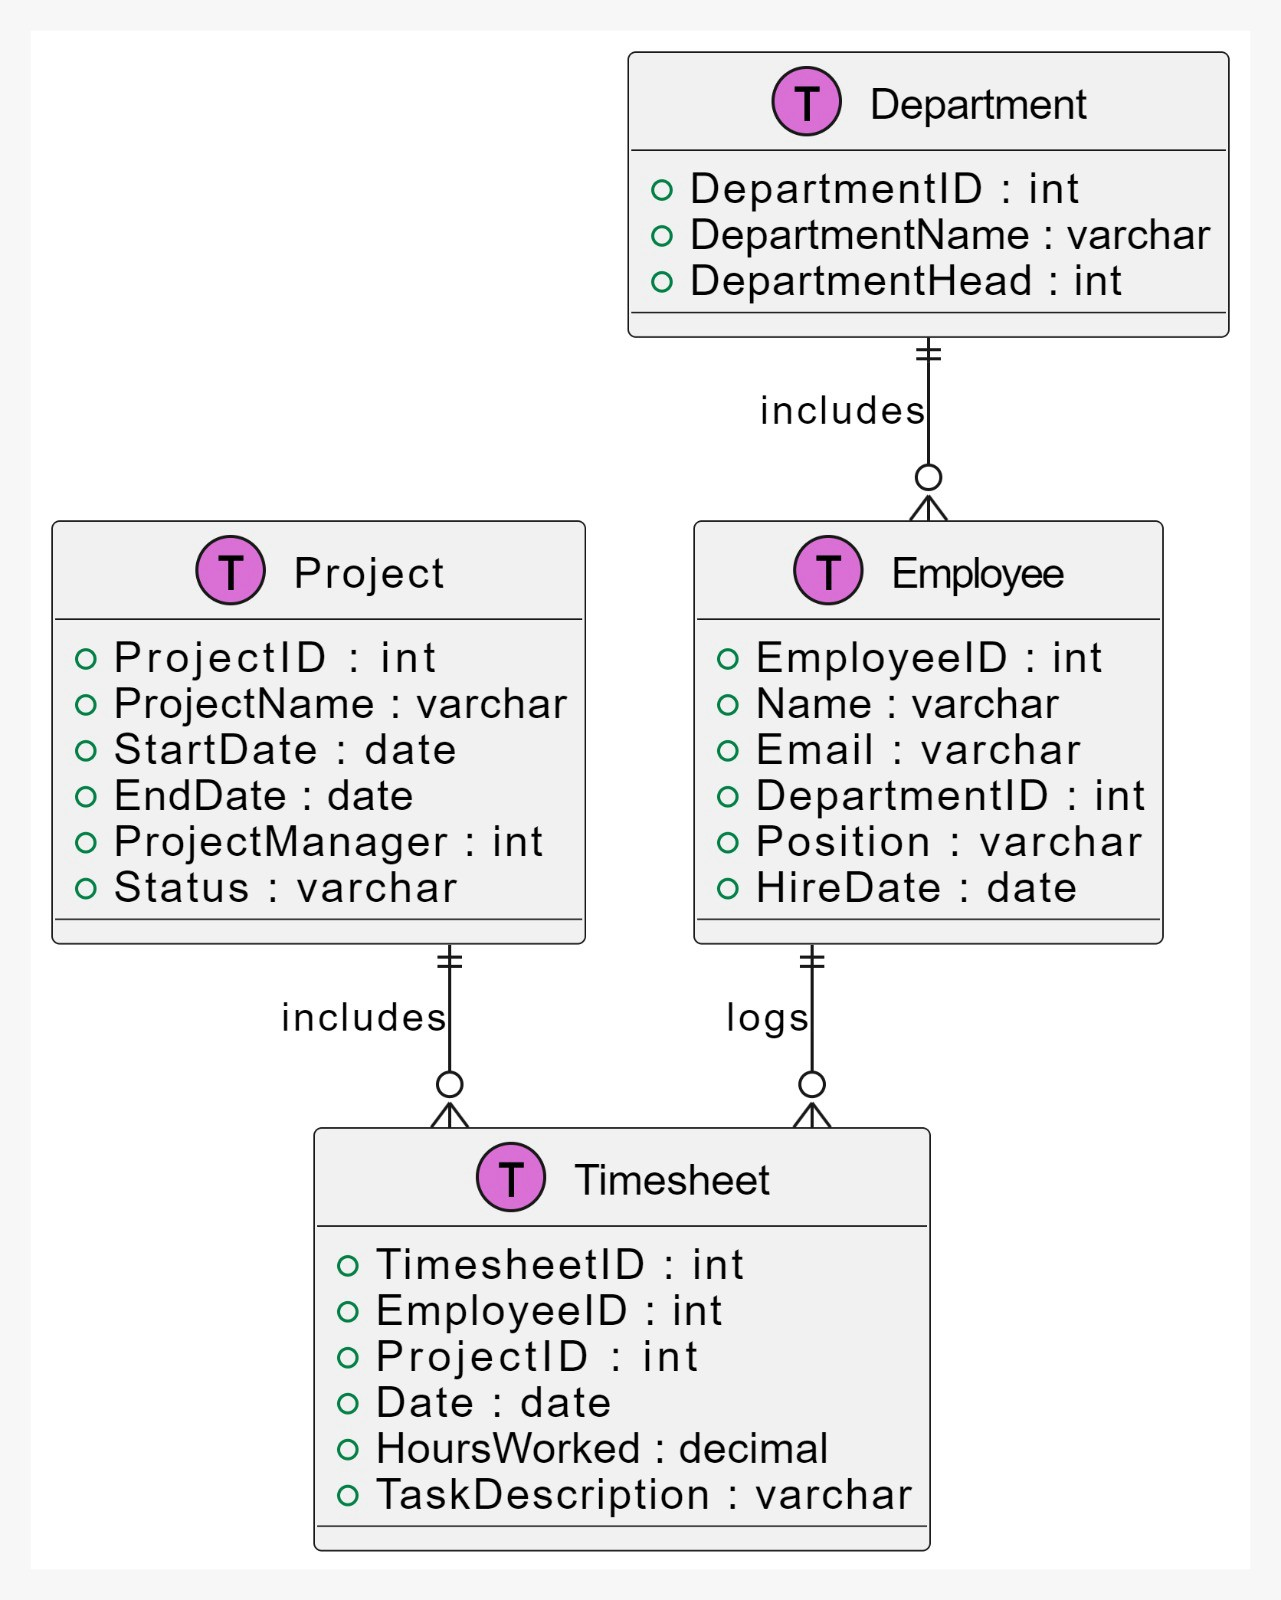 T Department
DepartmentID : int
DepartmentName : varchar
DepartmentHead : int
includes
T Project
ProjectID : int
ProjectName : varchar
StartDate : date
EndDate : date
ProjectManager : int
Status : varchar
T Employee
EmployeeID : int
Name : varchar
Email : varchar
DepartmentID : int
Position : varchar
HireDate : date
includes
logs
T Timesheet
TimesheetID : int
EmployeeID : int
ProjectID : int
Date : date
HoursWorked : decimal
TaskDescription : varchar